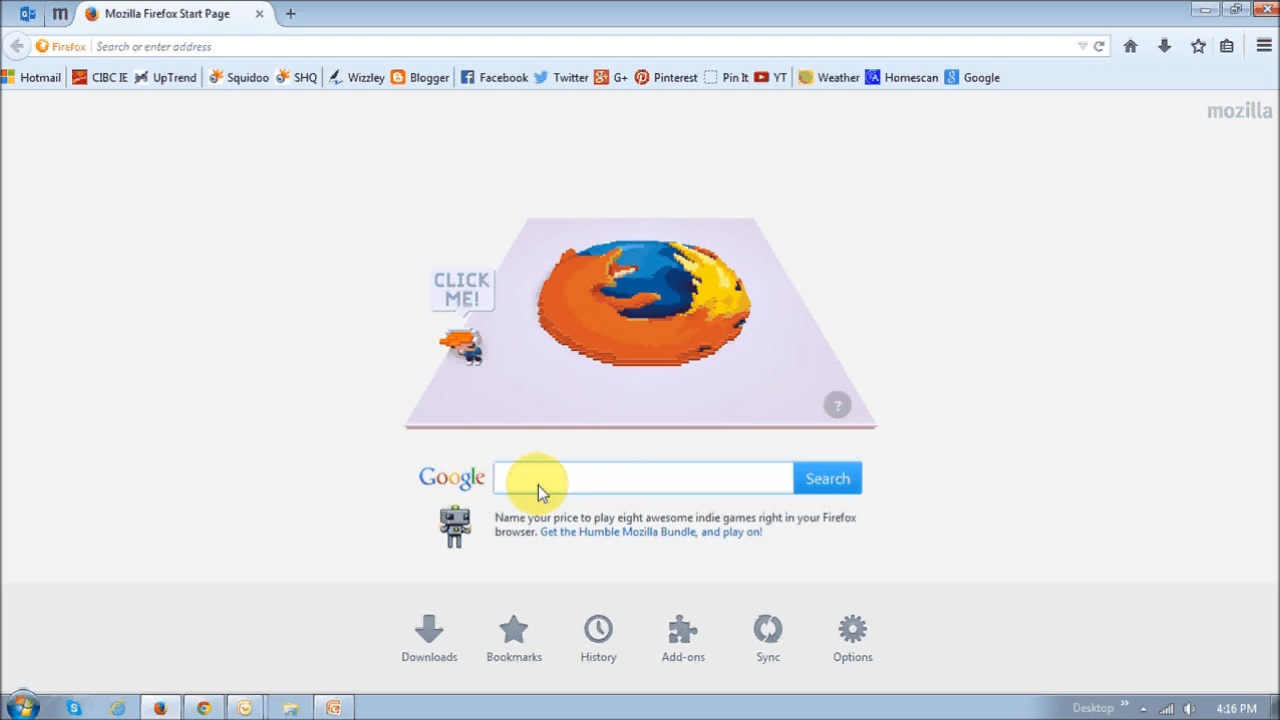 m Mozilla Firefox Start Page
Firefox Search or enter address
Hotmail CIBC IE UpTrend Squidoo SHQ Wizzley Blogger Facebook Twitter G+ Pinterest Pin It YT Weather Homescan Google
mozilla
CLICK
ME!
?
Google Search
Name your price to play eight awesome indie games right in your Firefox
browser. Get the Humble Mozilla Bundle, and play on!
Downloads Bookmarks History Add-ons Sync Options
Desktop 4:16 PM